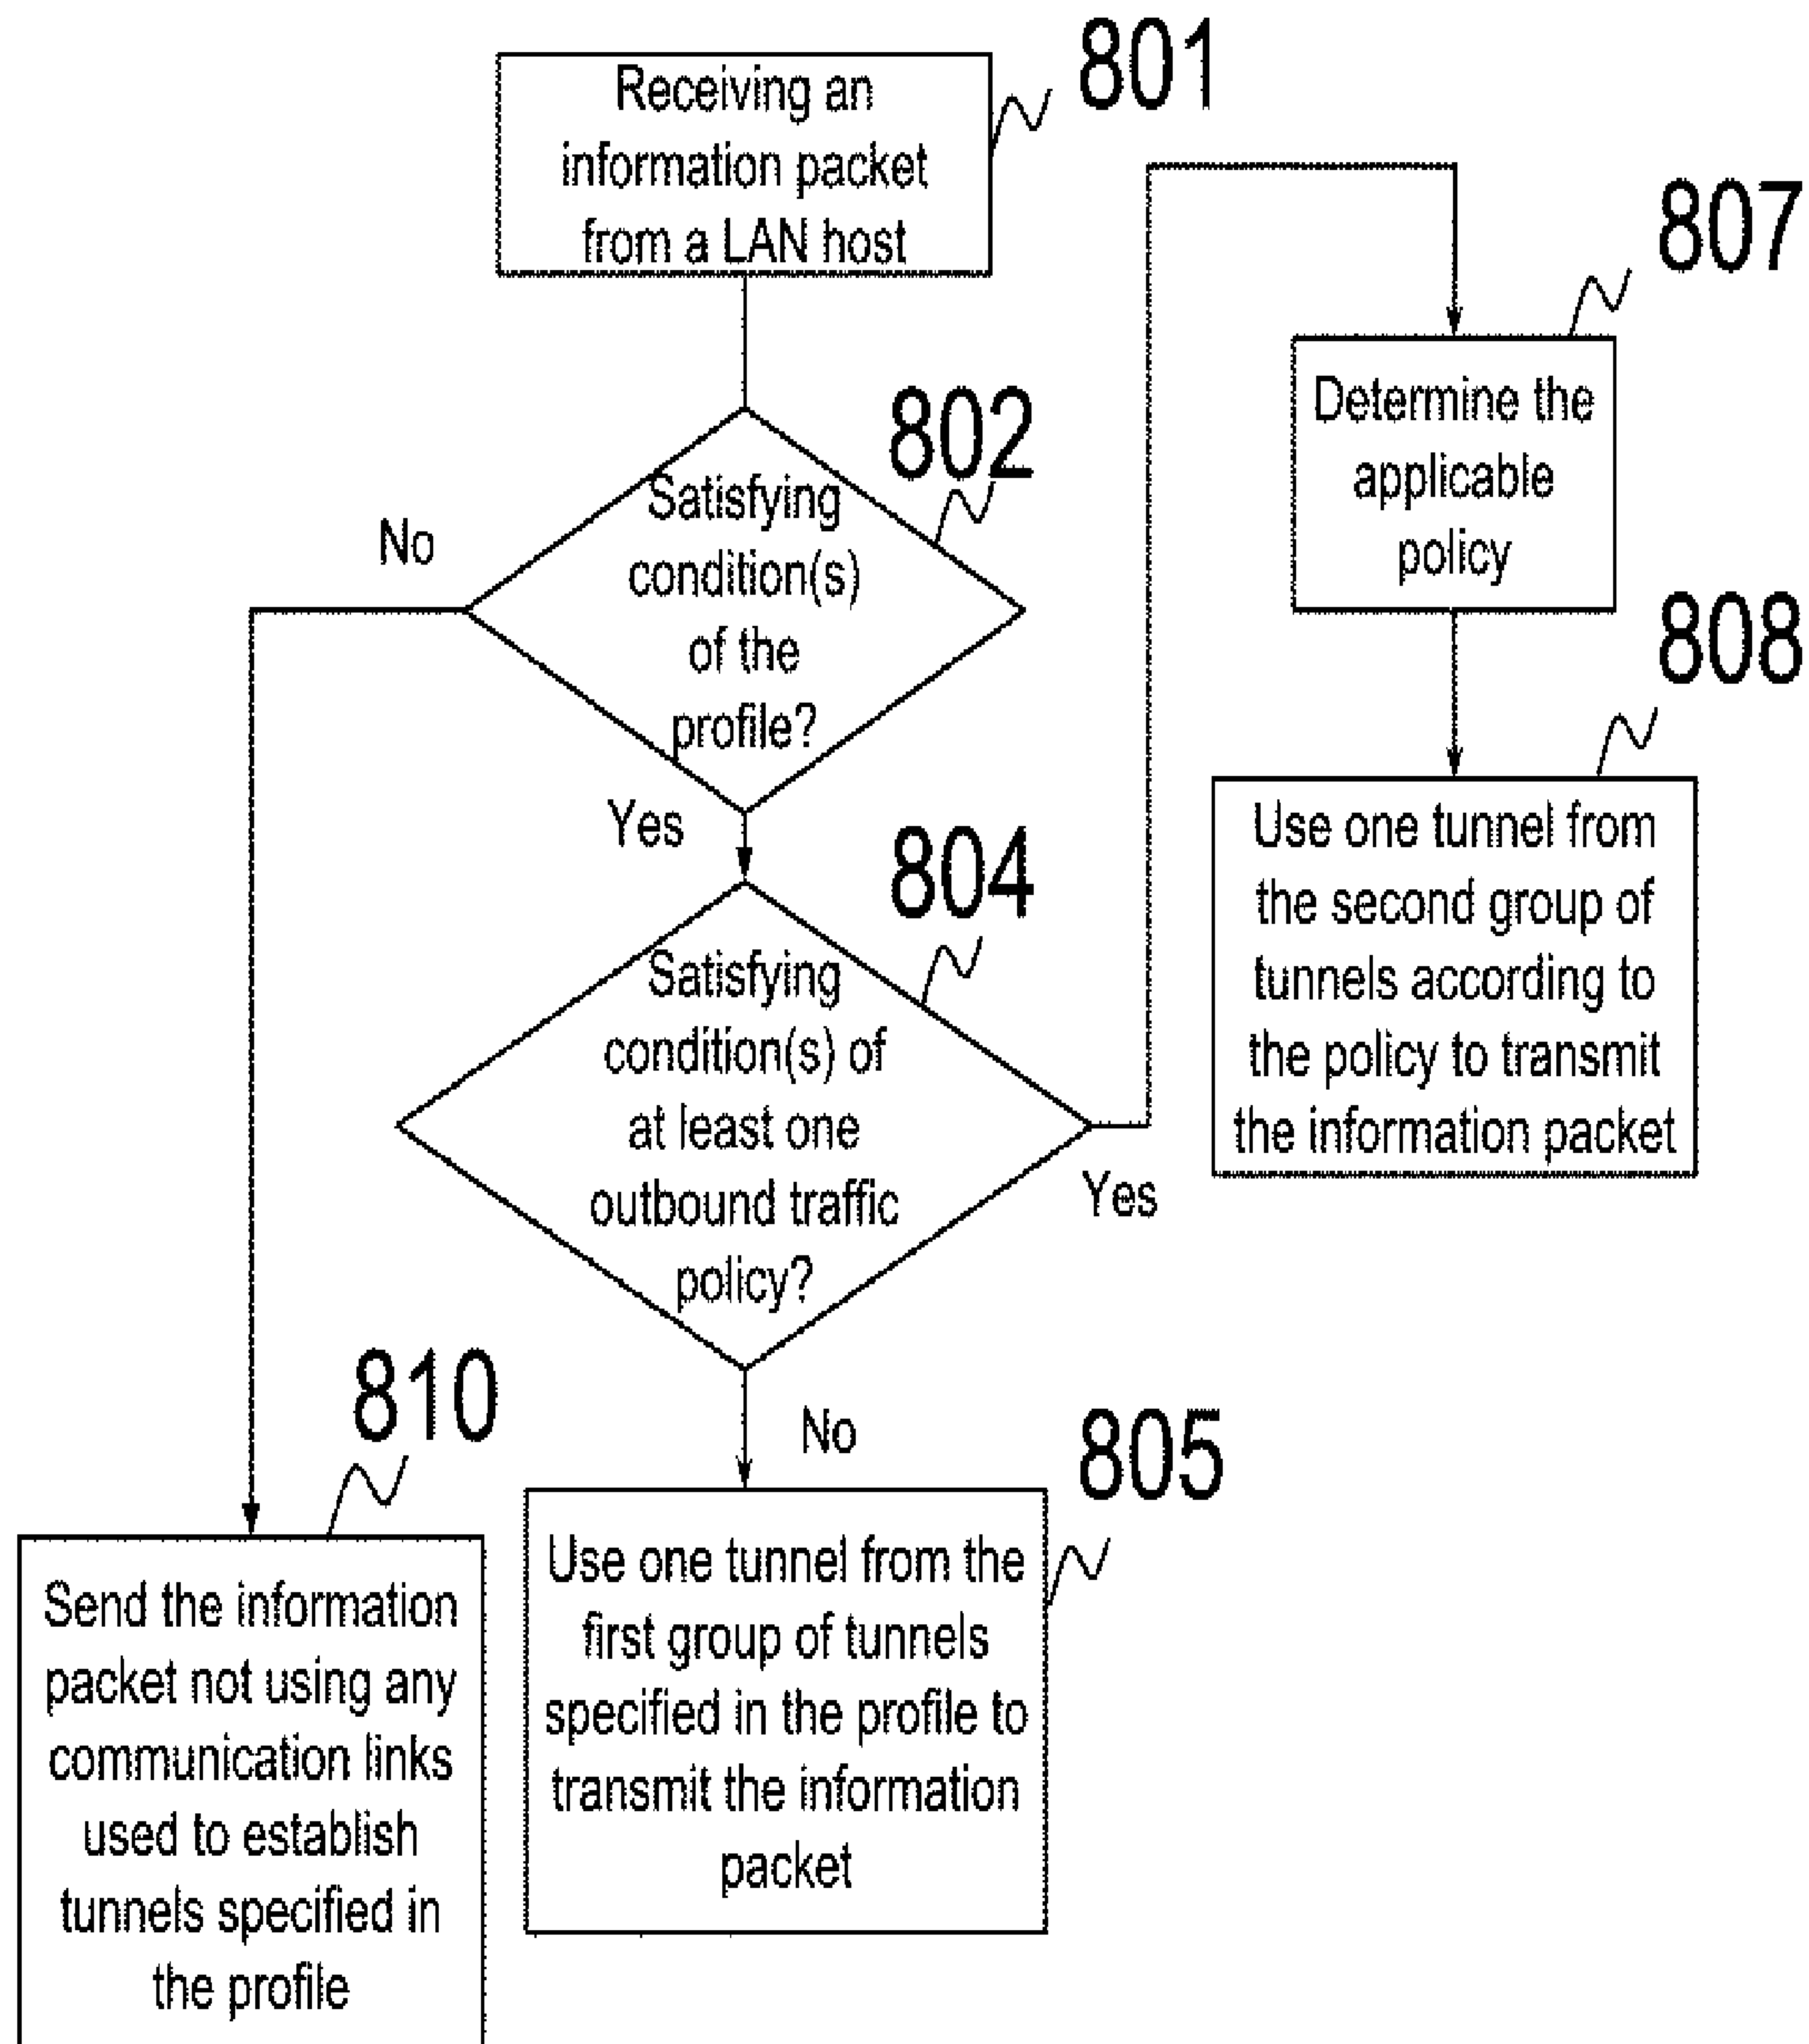 801
Receiving an
information packet
from a LAN host
802
Satisfying
condition(s)
of the
profile?
No
Yes
804
Satisfying
condition(s) of
at least one
outbound traffic
policy?
Yes
No
807
Determine the
applicable
policy
808
Use one tunnel from
the second group of
tunnels according to
the policy to transmit
the information packet
805
Use one tunnel from the
first group of tunnels
specified in the profile to
transmit the information
packet
810
Send the information
packet not using any
communication links
used to establish
tunnels specified in
the profile